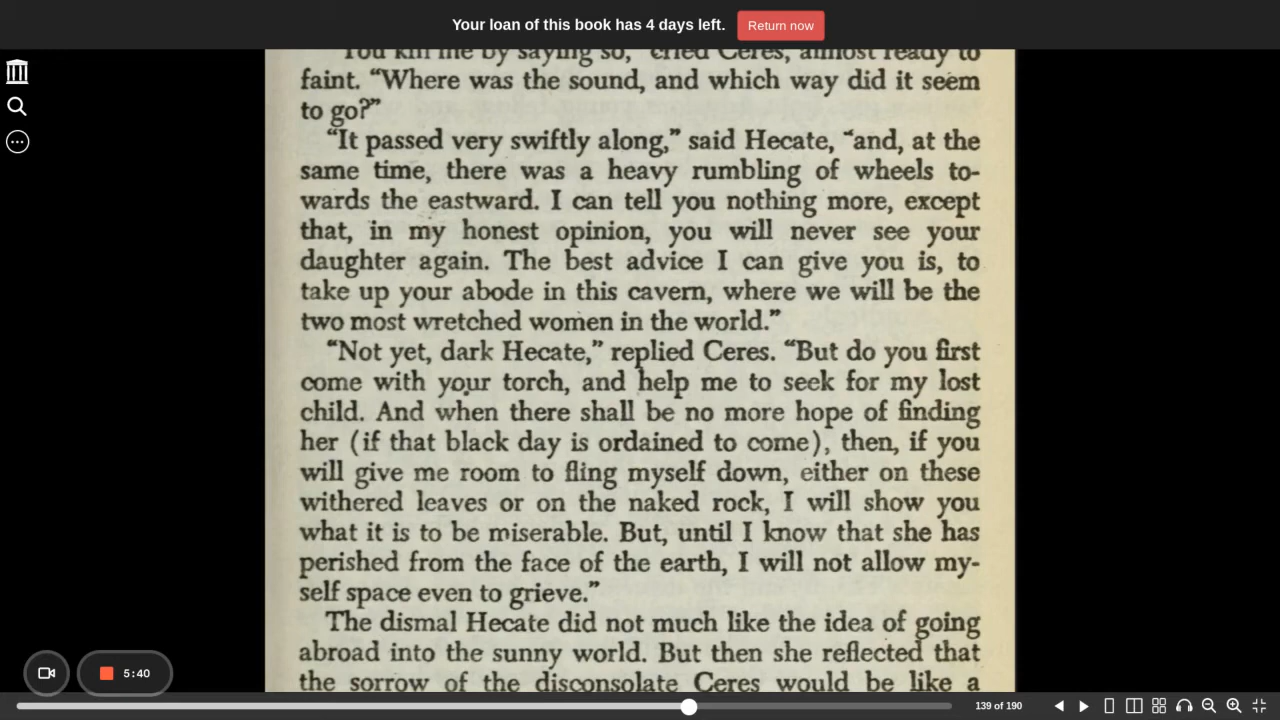 Your loan of this book has 4 days left. Return now
"You kill me by saying so," cried Ceres, almost ready to
faint. "Where was the sound, and which way did it seem
to go?"
"It passed very swiftly along," said Hecate, "and, at the
same time, there was a heavy rumbling of wheels to-
wards the eastward. I can tell you nothing more, except
that, in my honest opinion, you will never see your
daughter again. The best advice I can give you is, to
take up your abode in this cavern, where we will be the
two most wretched women in the world."
"Not yet, dark Hecate," replied Ceres. "But do you first
come with your torch, and help me to seek for my lost
child. And when there shall be no more hope of finding
her (if that black day is ordained to come), then, if you
will give me room to fling myself down, either on these
withered leaves or on the naked rock, I will show you
what it is to be miserable. But, until I know that she has
perished from the face of the earth, I will not allow my-
self space even to grieve."
The dismal Hecate did not much like the idea of going
abroad into the sunny world. But then she reflected that
the sorrow of the disconsolate Ceres would be like a
5:40
139 of 190